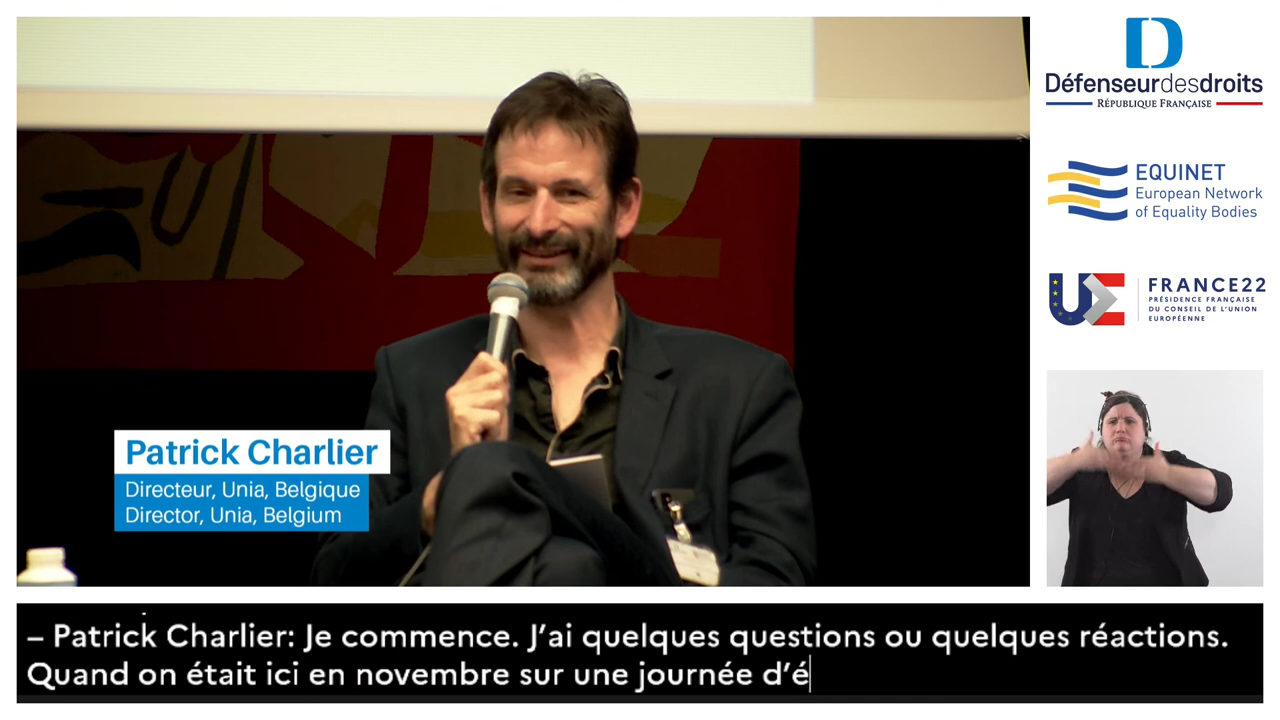 Défenseurdesdroits
RÉPUBLIQUE FRANÇAISE
EQUINET
European Network
of Equality Bodies
UE
FRANCE22
PRÉSIDENCE FRANÇAISE
DU CONSEIL DE L'UNION
EUROPÉENNE
Patrick Charlier
Directeur, Unia, Belgique
Director, Unia, Belgium
– Patrick Charlier: Je commence. J'ai quelques questions ou quelques réactions.
Quand on était ici en novembre sur une journée d'é